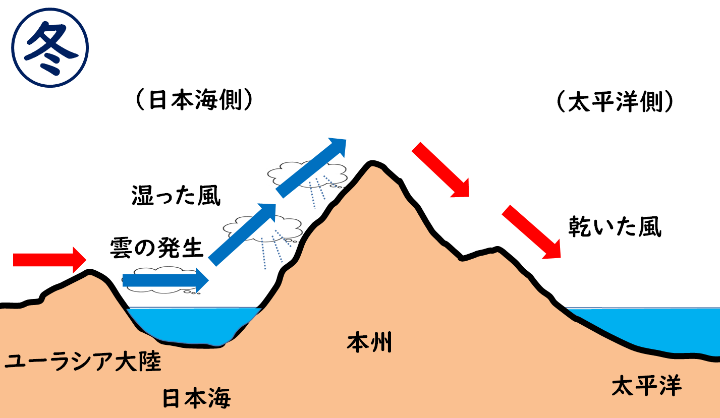 冬
(日本海側)
(太平洋側)
湿った風
雲の発生
乾いた風
本州
ユーラシア大陸
日本海
太平洋